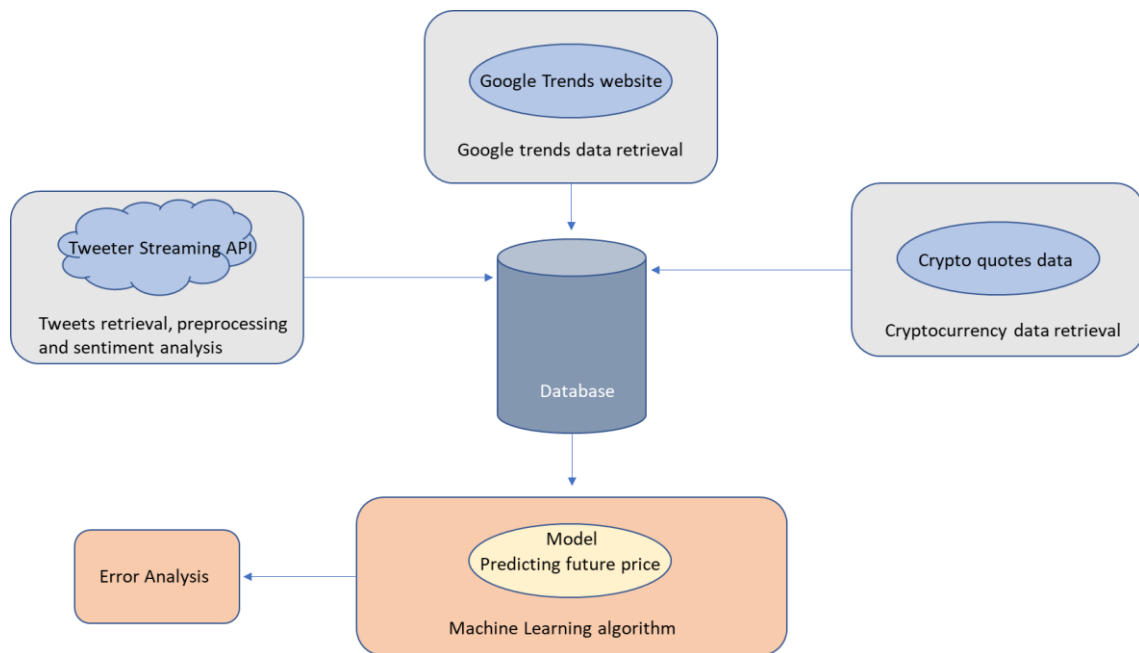 Google Trends website
Google trends data retrieval
Tweeter Streaming API
Tweets retrieval, preprocessing
and sentiment analysis
Crypto quotes data
Cryptocurrency data retrieval
Database
Model
Predicting future price
Machine Learning algorithm
Error Analysis